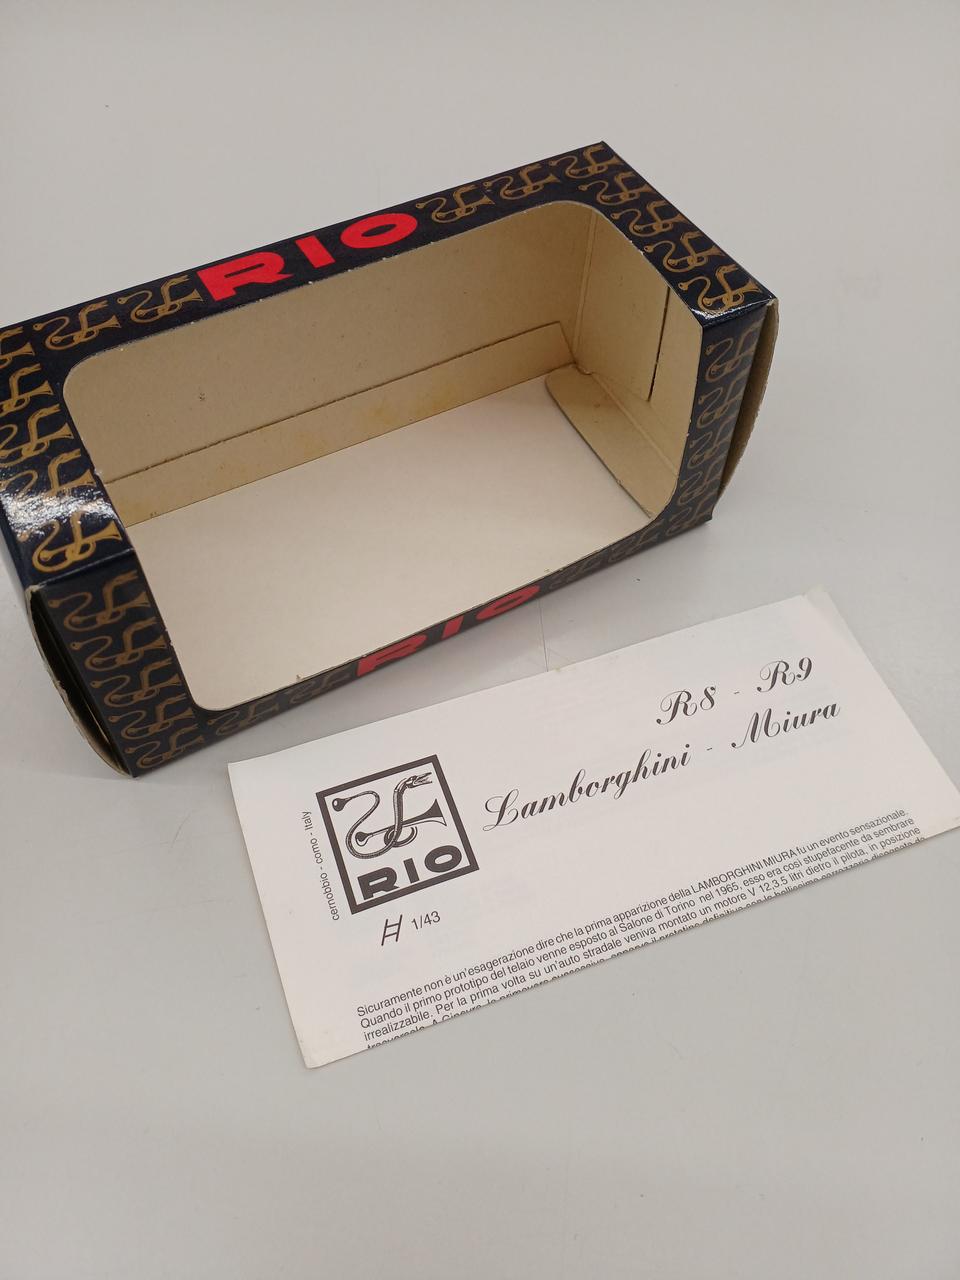 RIO
RIO
R8 - R9
Lamborghini - Miura
cernobbio - como - Italy
RIO
H 1/43
Sicuramente non è un'esagerazione dire che la prima apparizione della LAMBORGHINI MIURA fu un evento sensazionale.
Quando il primo prototipo del telaio venne esposto al Salone di Torino nel 1965, esso era così stupefacente da sembrare
irrealizzabile. Per la prima volta su un'auto stradale veniva montato un motore V 12,3.5 litri dietro il pilota, in posizione